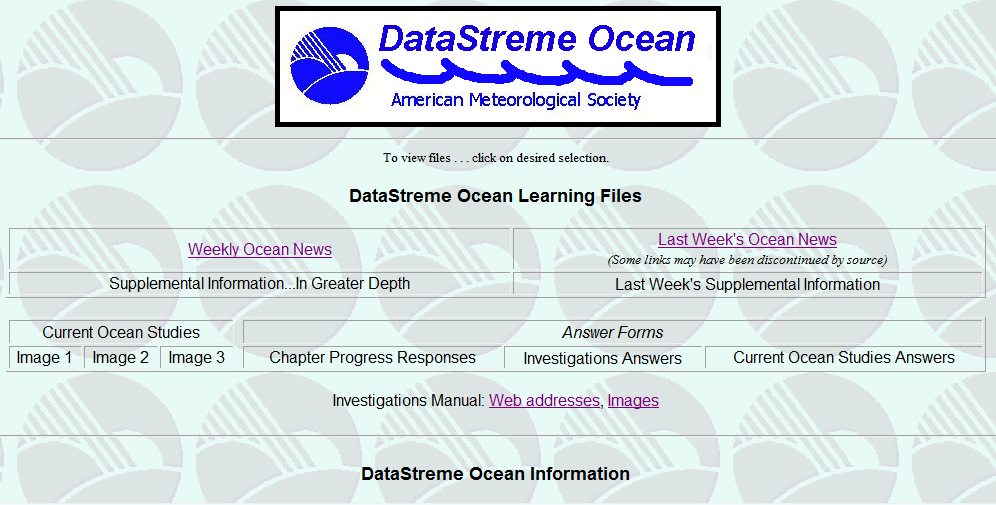 DataStreme Ocean
American Meteorological Society
To view files . . . click on desired selection.
DataStreme Ocean Learning Files
Weekly Ocean News
Last Week's Ocean News
(Some links may have been discontinued by source)
Supplemental Information...In Greater Depth
Last Week's Supplemental Information
Current Ocean Studies
Answer Forms
Image 1
Image 2
Image 3
Chapter Progress Responses
Investigations Answers
Current Ocean Studies Answers
Investigations Manual: Web addresses, Images
DataStreme Ocean Information